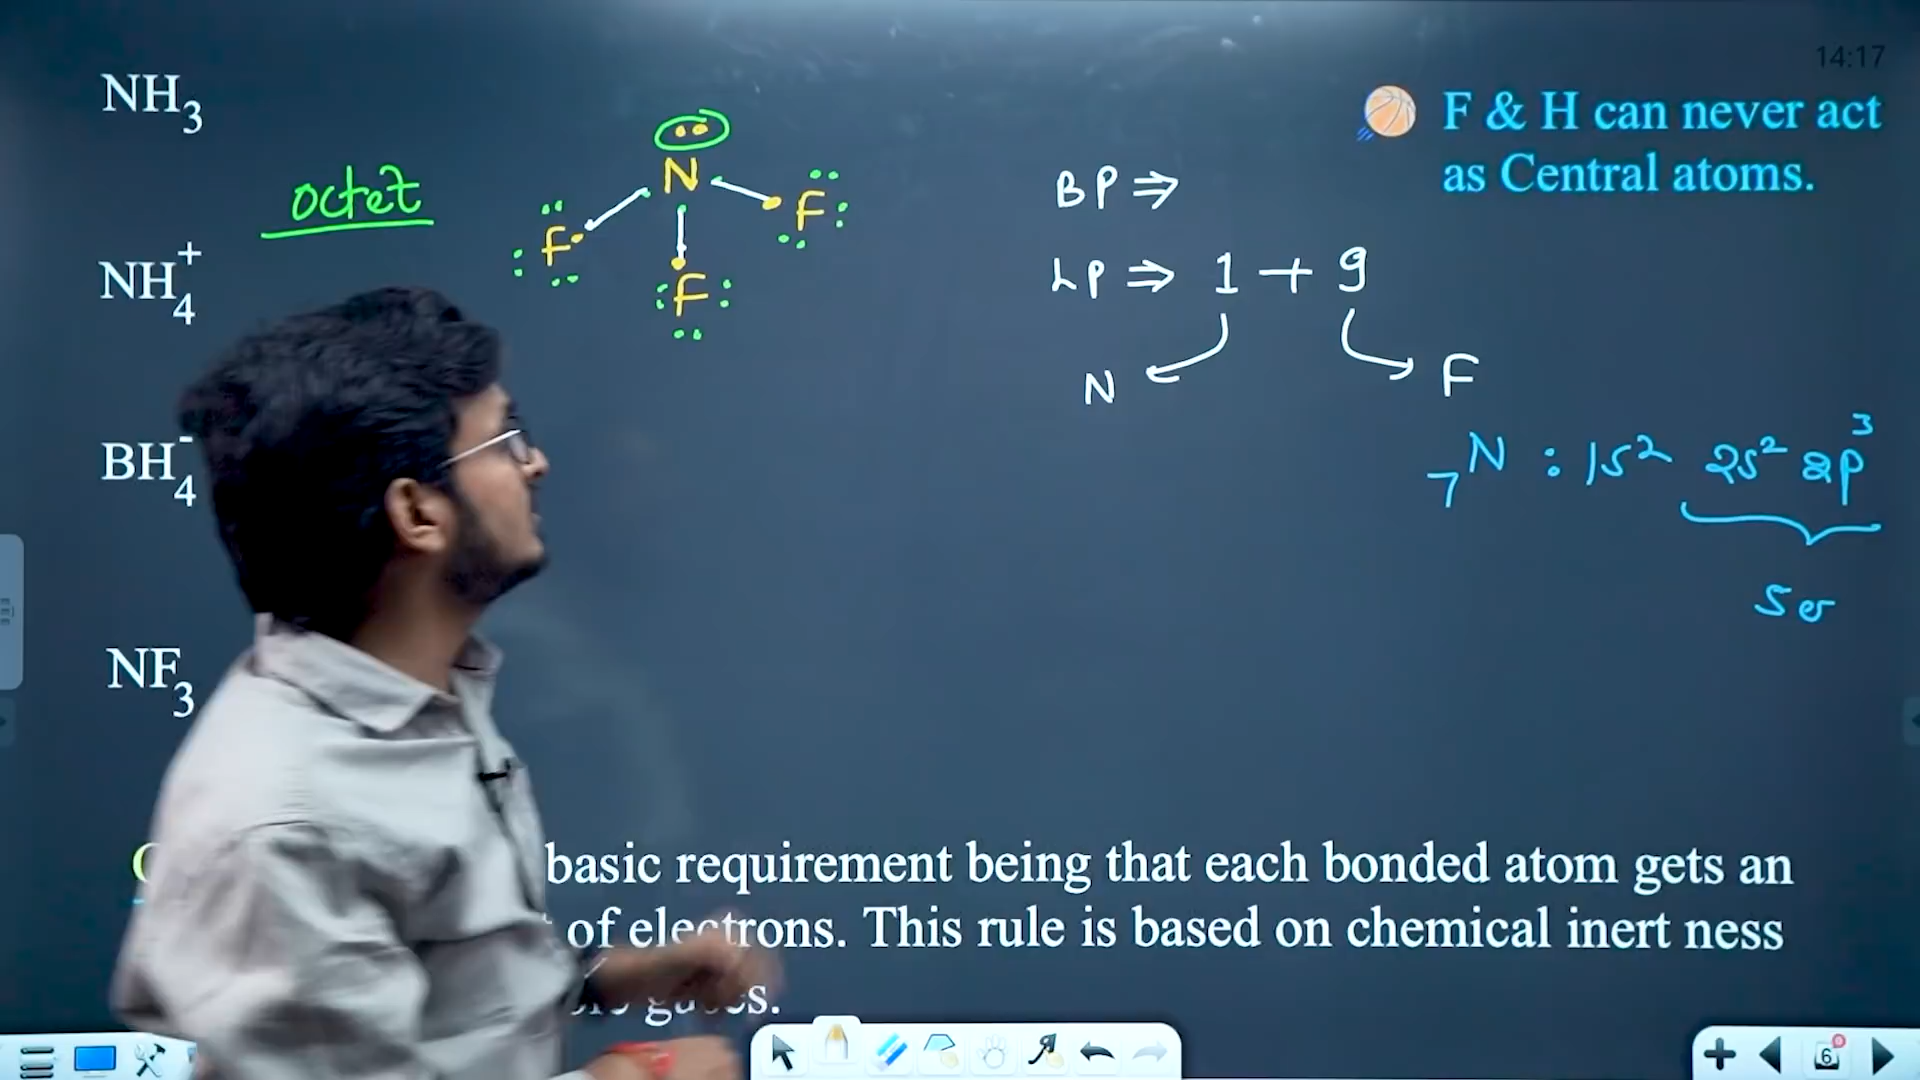 14:17
NH3
F & H can never act
as Central atoms.
octet
N
F
F
F
BP ⇒
LP ⇒ 1 + 9
N
F
NH4+
BH4-
7N : 1s2 2s2 2p3
5e
NF3
basic requirement being that each bonded atom gets an
of electrons. This rule is based on chemical inert ness
6